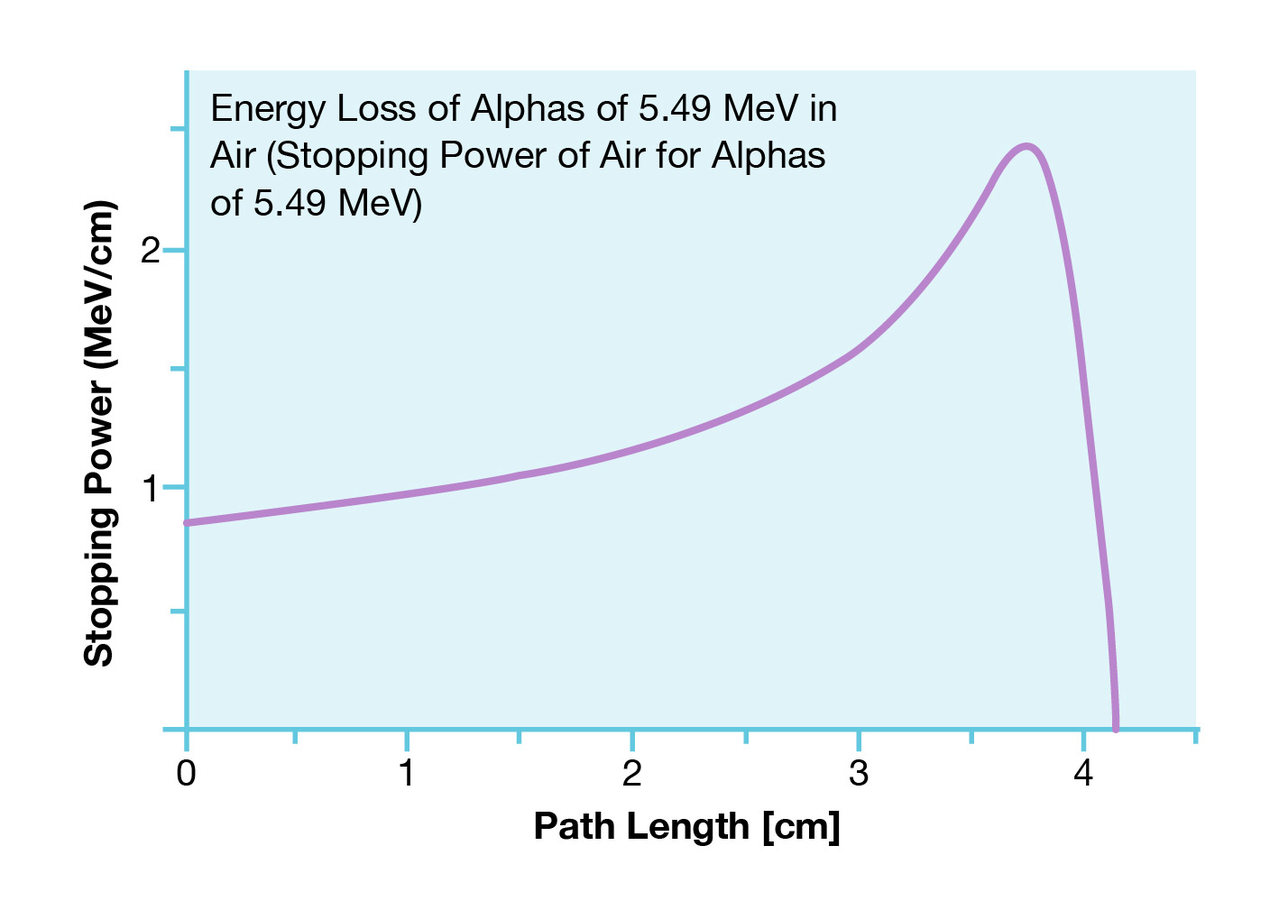 Energy Loss of Alphas of 5.49 MeV in
Air (Stopping Power of Air for Alphas
of 5.49 MeV)
Stopping Power (MeV/cm)
2
1
0 1 2 3 4
Path Length [cm]